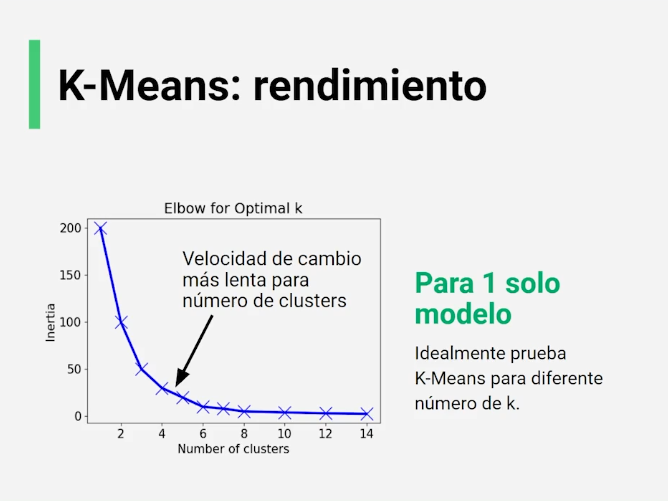 K-Means: rendimiento
Elbow for Optimal k
200
150
100
50
0
Inertia
2 4 6 8 10 12 14
Number of clusters
Velocidad de cambio
más lenta para
número de clusters
Para 1 solo
modelo
Idealmente prueba
K-Means para diferente
número de k.